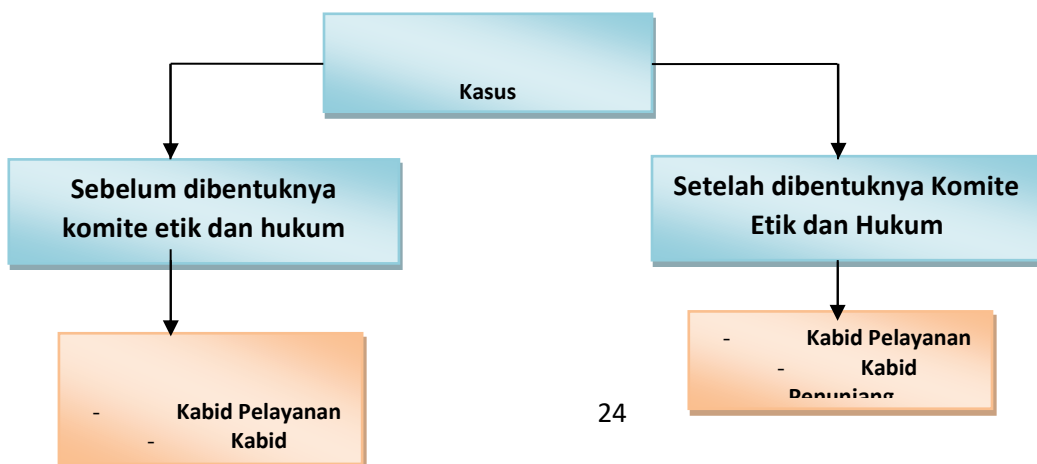 Kasus
Sebelum dibentuknya
komite etik dan hukum
Setelah dibentuknya Komite
Etik dan Hukum
- Kabid Pelayanan
- Kabid
- Kabid Pelayanan
- Kabid
Penunjang
24